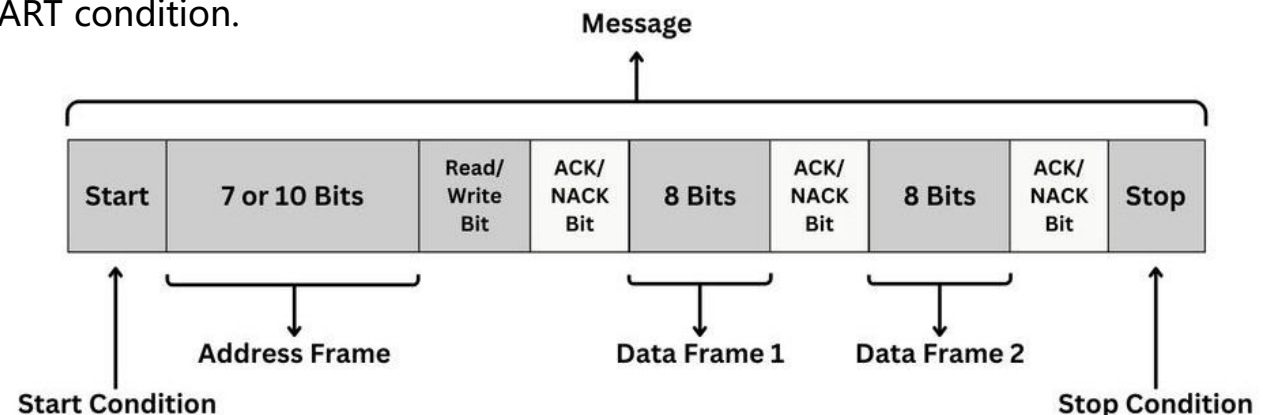 ART condition.
Message
Start
7 or 10 Bits
Read/
Write
Bit
ACK/
NACK
Bit
8 Bits
ACK/
NACK
Bit
8 Bits
ACK/
NACK
Bit
Stop
Address Frame
Data Frame 1
Data Frame 2
Start Condition
Stop Condition